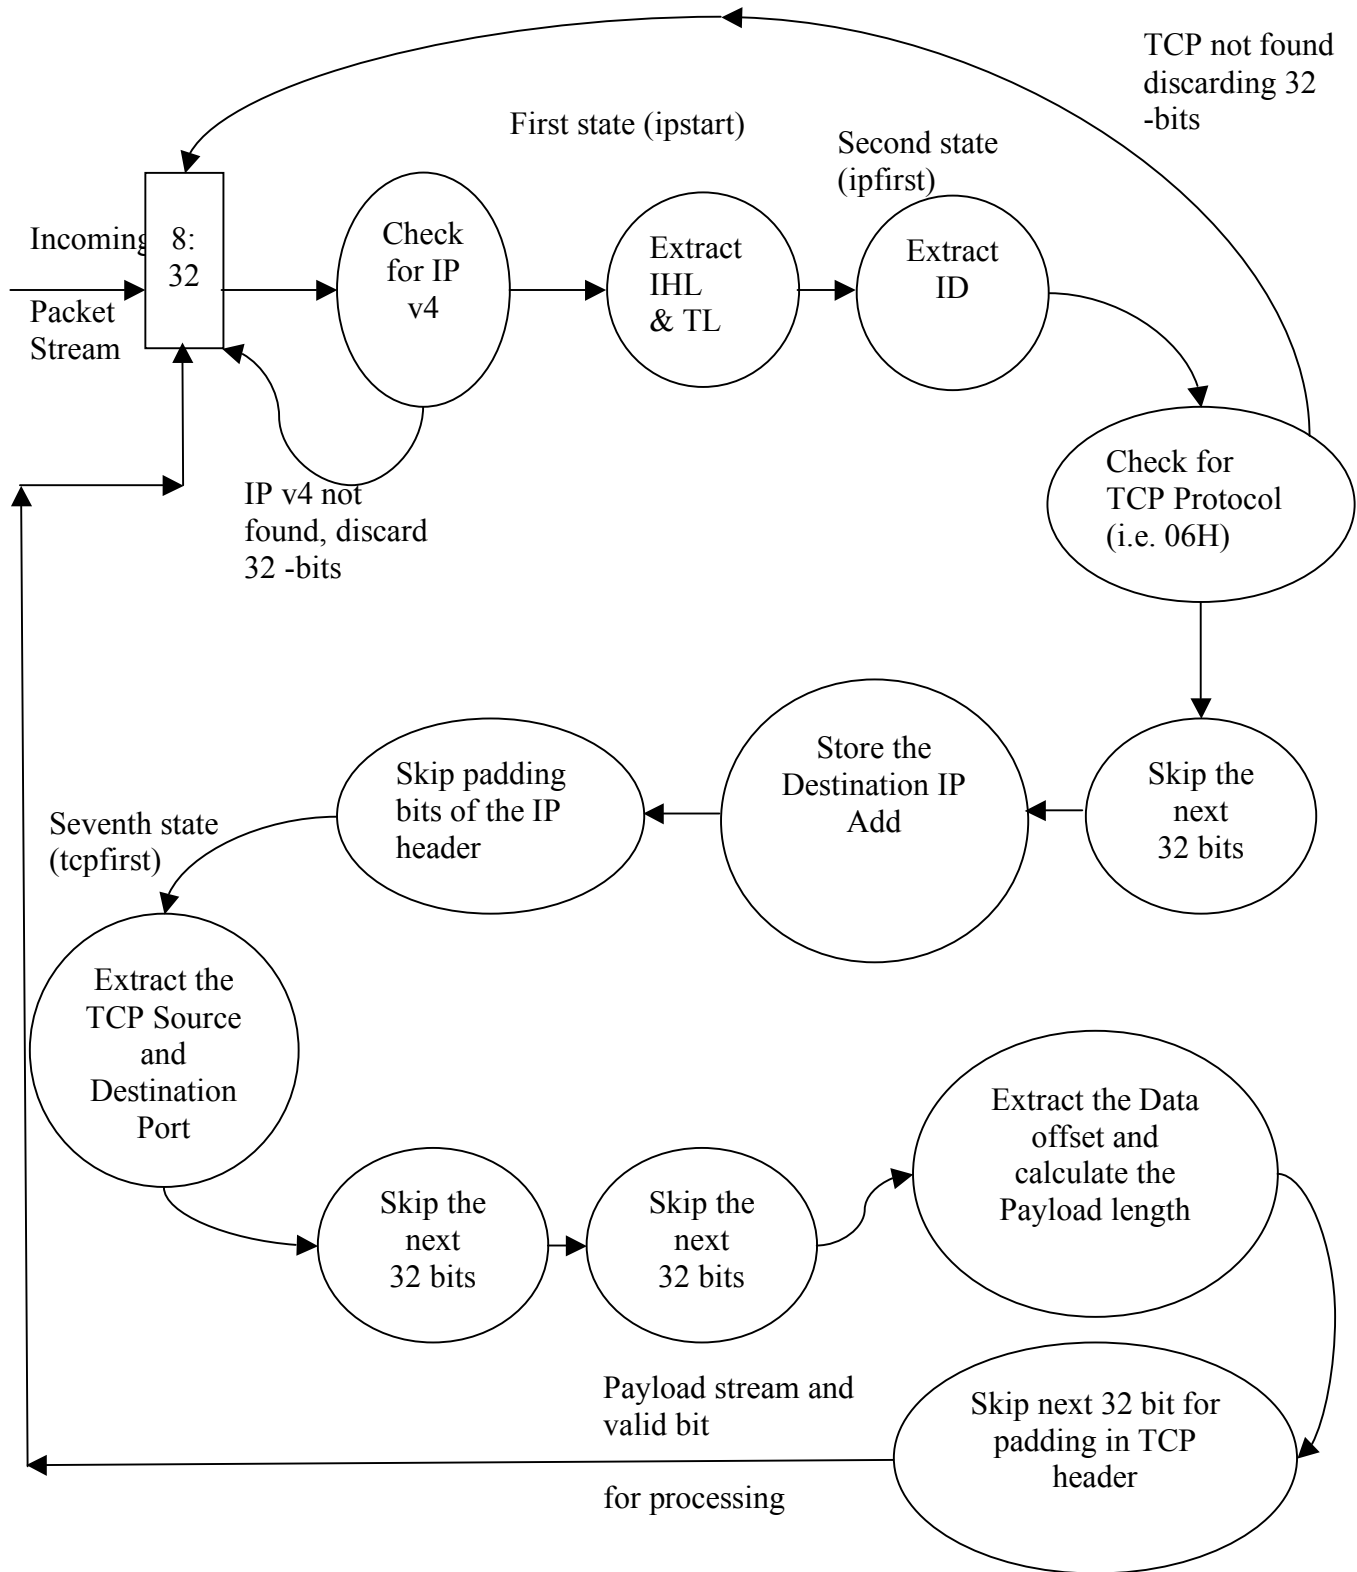 TCP not found
discarding 32
-bits
First state (ipstart)
Second state
(ipfirst)
Incoming
Packet
Stream
8:
32
Check
for IP
v4
Extract
IHL
& TL
Extract
ID
IP v4 not
found, discard
32 -bits
Check for
TCP Protocol
(i.e. 06H)
Skip the
next
32 bits
Store the
Destination IP
Add
Skip padding
bits of the IP
header
Seventh state
(tcpfirst)
Extract the
TCP Source
and
Destination
Port
Skip the
next
32 bits
Skip the
next
32 bits
Extract the Data
offset and
calculate the
Payload length
Skip next 32 bit for
padding in TCP
header
Payload stream and
valid bit
for processing